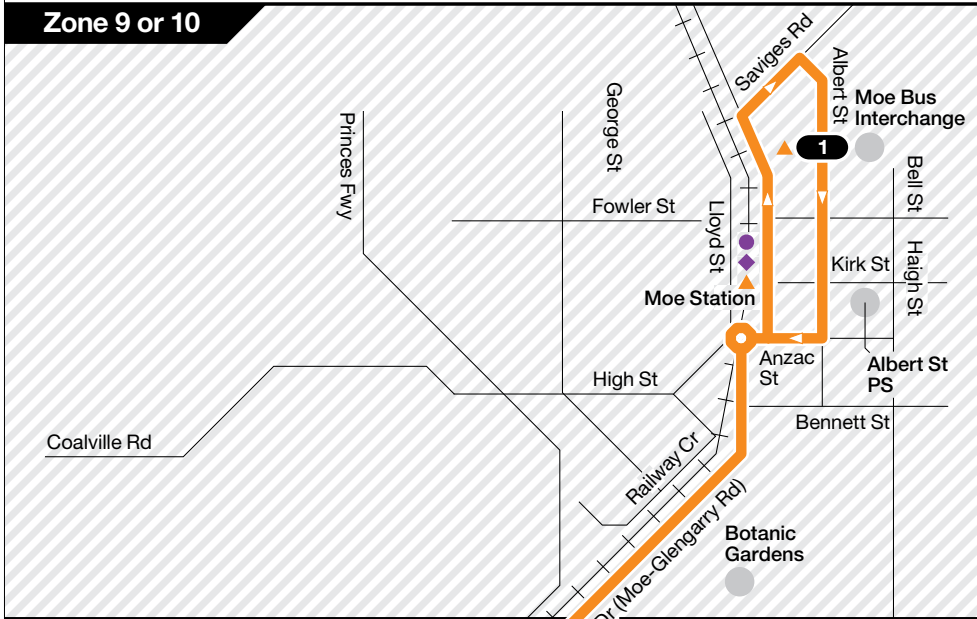 Zone 9 or 10
Saviges Rd
Albert St
Moe Bus
Interchange
1
George St
Princes Fwy
Bell St
Fowler St
Lloyd St
Kirk St
Haigh St
Moe Station
Anzac
St
Albert St
PS
High St
Bennett St
Coalville Rd
Railway Cr
Dr (Moe-Glengarry Rd)
Botanic
Gardens